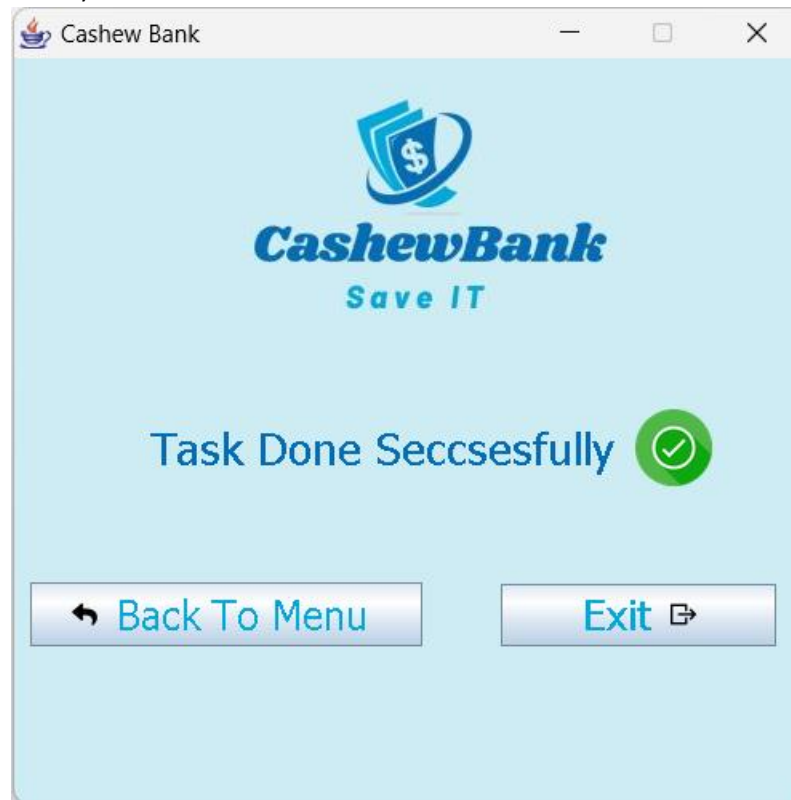 Cashew Bank
$
CashewBank
Save IT
Task Done Seccsesfully
Back To Menu
Exit